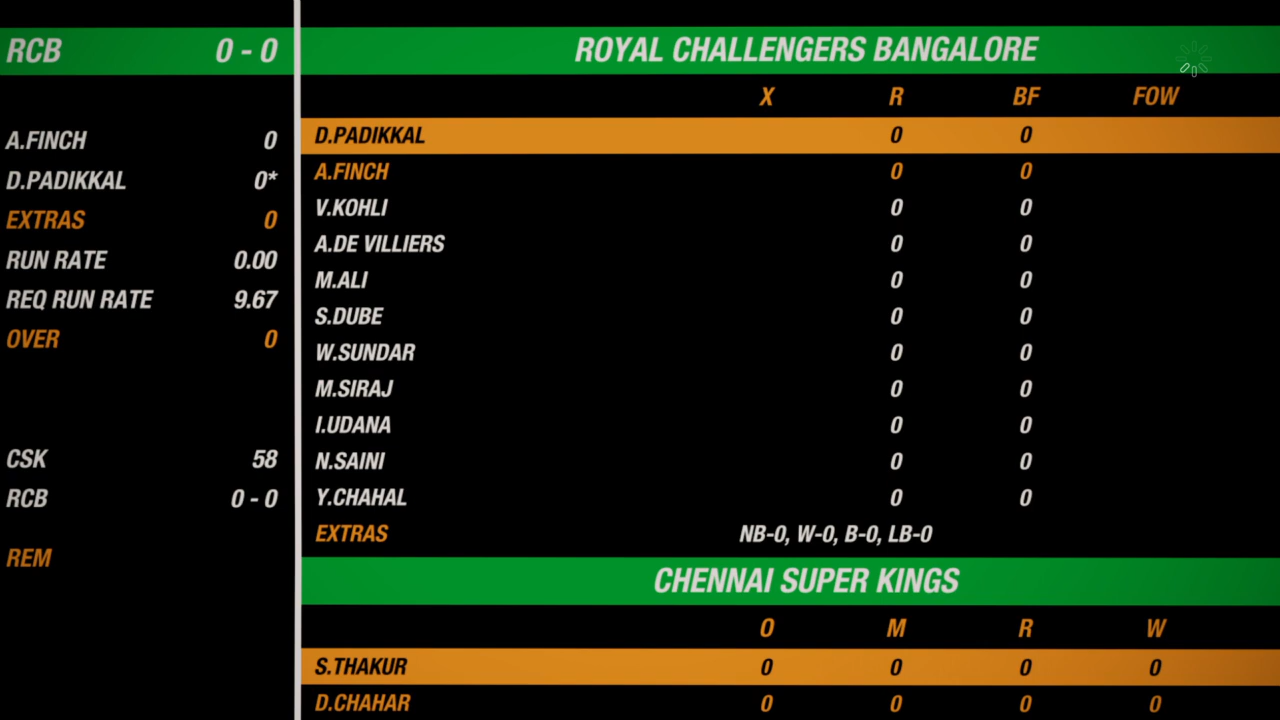 RCB 0 - 0
A.FINCH 0
D.PADIKKAL 0*
EXTRAS 0
RUN RATE 0.00
REQ RUN RATE 9.67
OVER 0
CSK 58
RCB 0 - 0
REM
ROYAL CHALLENGERS BANGALORE
X R BF FOW
D.PADIKKAL 0 0
A.FINCH 0 0
V.KOHLI 0 0
A.DE VILLIERS 0 0
M.ALI 0 0
S.DUBE 0 0
W.SUNDAR 0 0
M.SIRAJ 0 0
I.UDANA 0 0
N.SAINI 0 0
Y.CHAHAL 0 0
EXTRAS NB-0, W-0, B-0, LB-0
CHENNAI SUPER KINGS
O M R W
S.THAKUR 0 0 0 0
D.CHAHAR 0 0 0 0